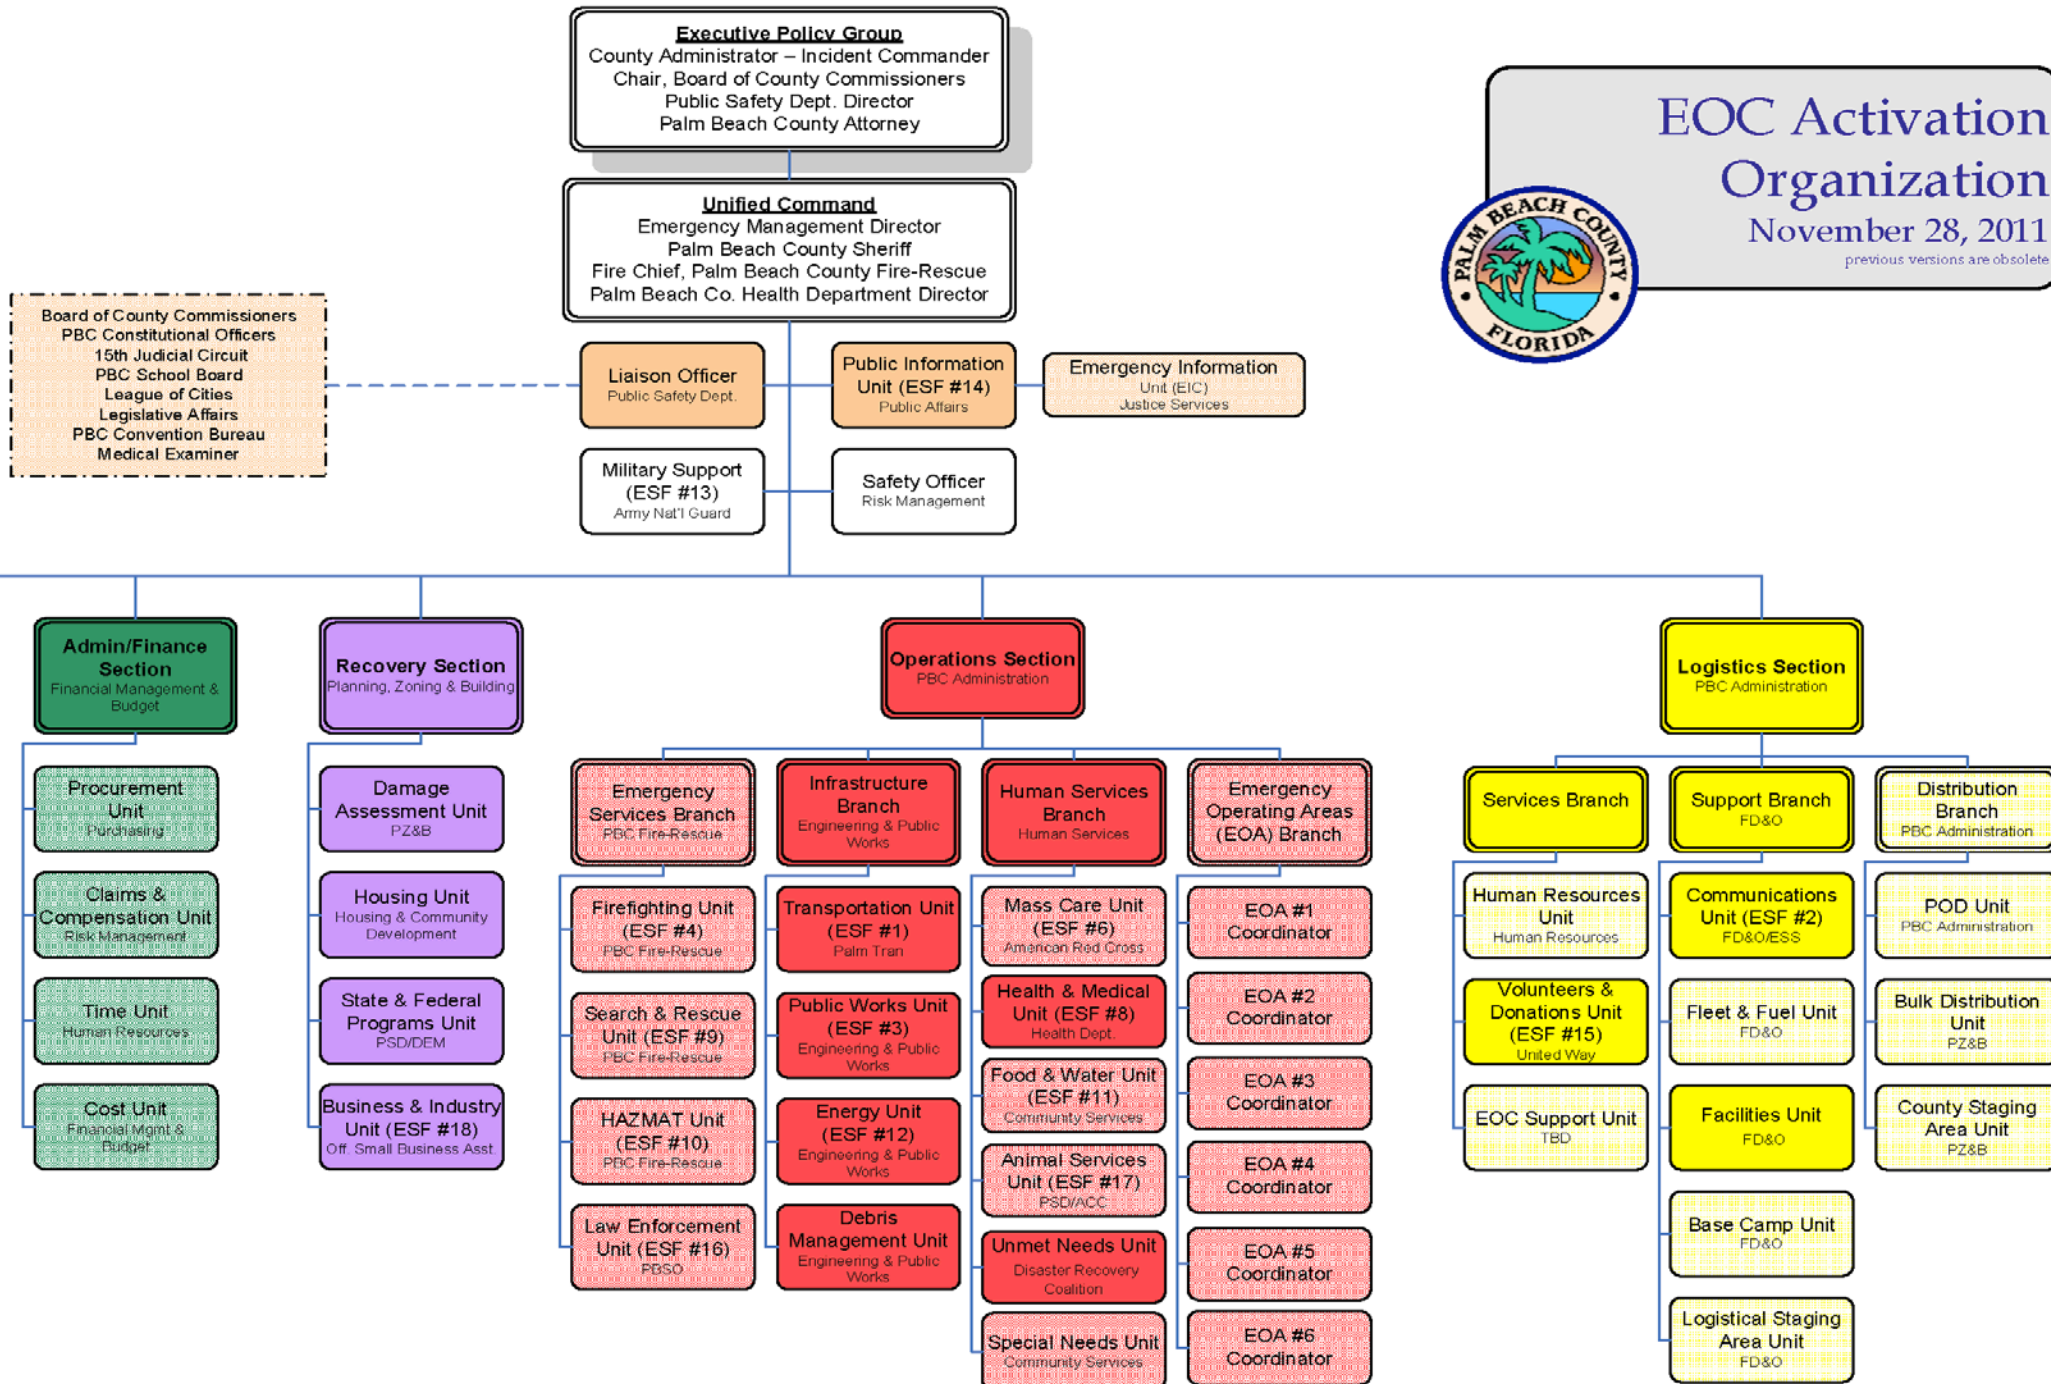 Executive Policy Group
County Administrator – Incident Commander
Chair, Board of County Commissioners
Public Safety Dept. Director
Palm Beach County Attorney
EOC Activation
Organization
November 28, 2011
previous versions are obsolete
PALM BEACH COUNTY
FLORIDA
Unified Command
Emergency Management Director
Palm Beach County Sheriff
Fire Chief, Palm Beach County Fire-Rescue
Palm Beach Co. Health Department Director
Board of County Commissioners
PBC Constitutional Officers
15th Judicial Circuit
PBC School Board
League of Cities
Legislative Affairs
PBC Convention Bureau
Medical Examiner
Liaison Officer
Public Safety Dept.
Public Information
Unit (ESF #14)
Public Affairs
Emergency Information
Unit (EIC)
Justice Services
Military Support
(ESF #13)
Army Nat'l Guard
Safety Officer
Risk Management
Admin/Finance
Section
Financial Management &
Budget
Procurement
Unit
Purchasing
Claims &
Compensation Unit
Risk Management
Time Unit
Human Resources
Cost Unit
Financial Mgmt &
Budget
Recovery Section
Planning, Zoning & Building
Damage
Assessment Unit
PZ&B
Housing Unit
Housing & Community
Development
State & Federal
Programs Unit
PSD/DEM
Business & Industry
Unit (ESF #18)
Off. Small Business Asst.
Operations Section
PBC Administration
Emergency
Services Branch
PBC Fire-Rescue
Firefighting Unit
(ESF #4)
PBC Fire-Rescue
Search & Rescue
Unit (ESF #9)
PBC Fire-Rescue
HAZMAT Unit
(ESF #10)
PBC Fire-Rescue
Law Enforcement
Unit (ESF #16)
PBSO
Infrastructure
Branch
Engineering & Public
Works
Transportation Unit
(ESF #1)
Palm Tran
Public Works Unit
(ESF #3)
Engineering & Public
Works
Energy Unit
(ESF #12)
Engineering & Public
Works
Debris
Management Unit
Engineering & Public
Works
Human Services
Branch
Human Services
Mass Care Unit
(ESF #6)
American Red Cross
Health & Medical
Unit (ESF #8)
Health Dept.
Food & Water Unit
(ESF #11)
Community Services
Animal Services
Unit (ESF #17)
PSD/ACC
Unmet Needs Unit
Disaster Recovery
Coalition
Special Needs Unit
Community Services
Emergency
Operating Areas
(EOA) Branch
EOA #1
Coordinator
EOA #2
Coordinator
EOA #3
Coordinator
EOA #4
Coordinator
EOA #5
Coordinator
EOA #6
Coordinator
Logistics Section
PBC Administration
Services Branch
Human Resources
Unit
Human Resources
Volunteers &
Donations Unit
(ESF #15)
United Way
EOC Support Unit
TBD
Support Branch
FD&O
Communications
Unit (ESF #2)
FD&O/ESS
Fleet & Fuel Unit
FD&O
Facilities Unit
FD&O
Base Camp Unit
FD&O
Logistical Staging
Area Unit
FD&O
Distribution
Branch
PBC Administration
POD Unit
PBC Administration
Bulk Distribution
Unit
PZ&B
County Staging
Area Unit
PZ&B